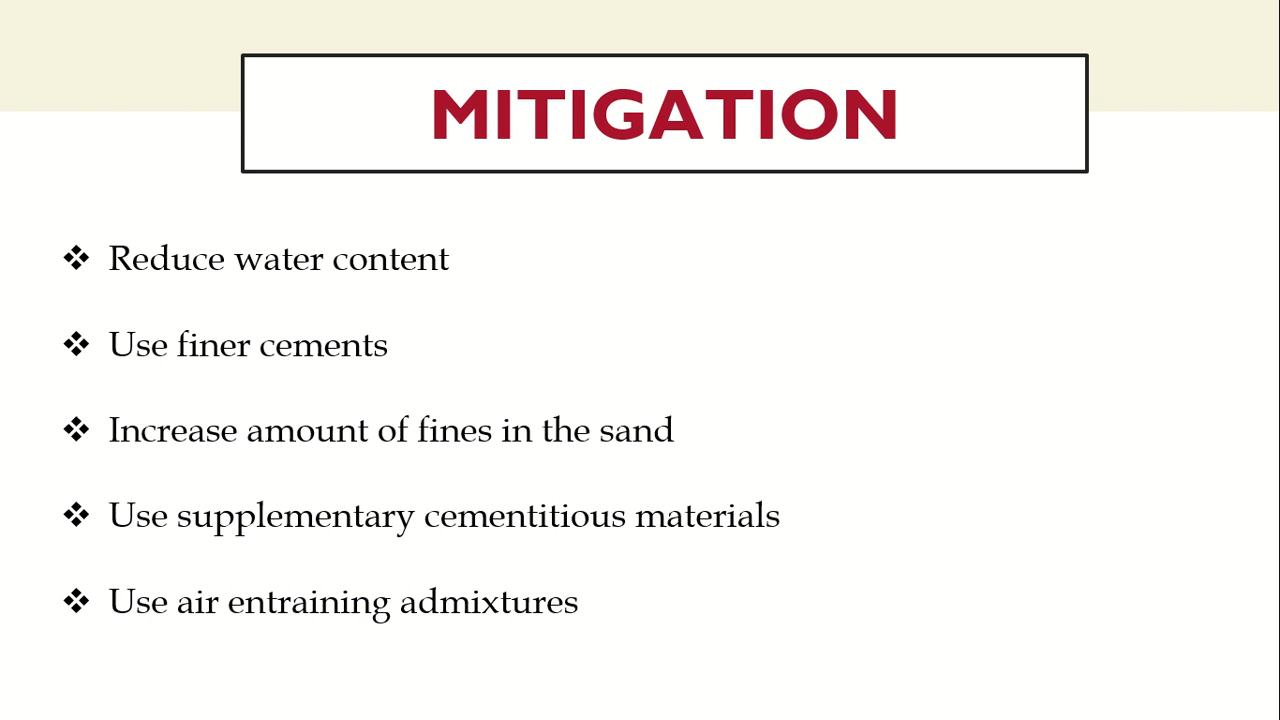 MITIGATION
❖ Reduce water content
❖ Use finer cements
❖ Increase amount of fines in the sand
❖ Use supplementary cementitious materials
❖ Use air entraining admixtures